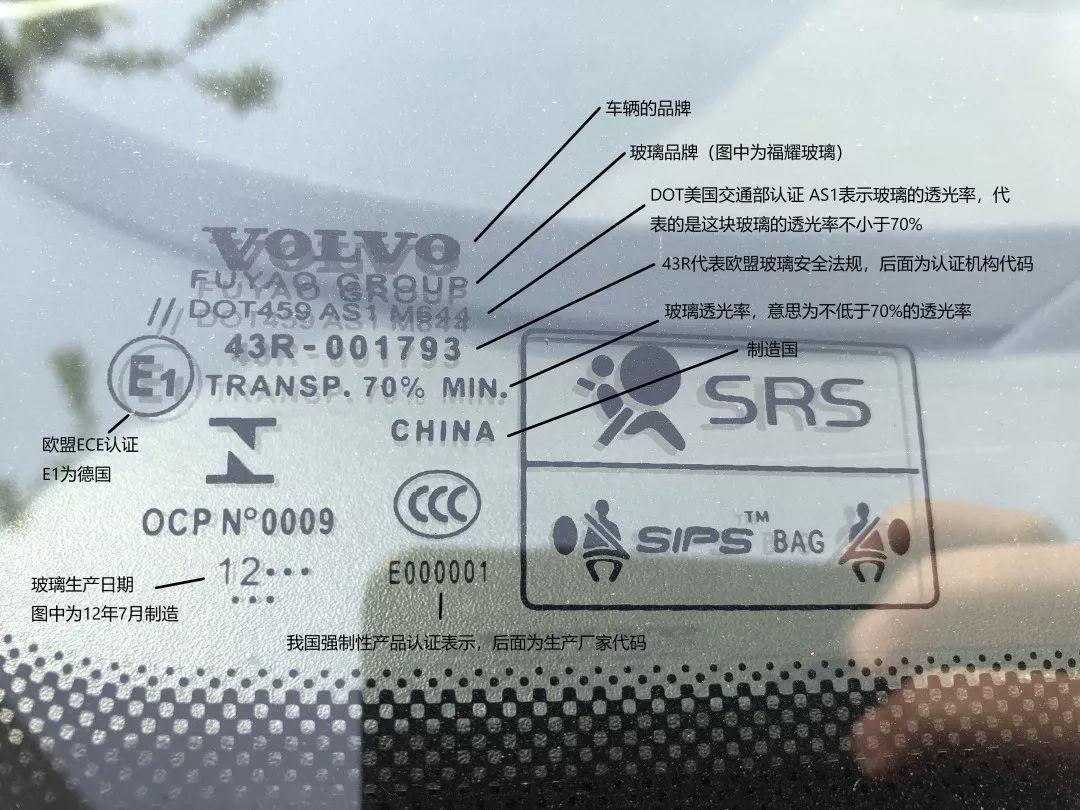 车辆的品牌
玻璃品牌（图中为福耀玻璃）
DOT美国交通部认证 AS1表示玻璃的透光率，代
表的是这块玻璃的透光率不小于70%
43R代表欧盟玻璃安全法规，后面为认证机构代码
玻璃透光率，意思为不低于70%的透光率
制造国
VOLVO
FUYAO GROUP
/// DOT459 AS1 M644
43R-001793
E1
TRANSP. 70% MIN.
CHINA
欧盟ECE认证
E1为德国
OCP N°0009
CCC
12•••
•••
E000001
玻璃生产日期
图中为12年7月制造
我国强制性产品认证表示，后面为生产厂家代码
SRS
SIPS™ BAG